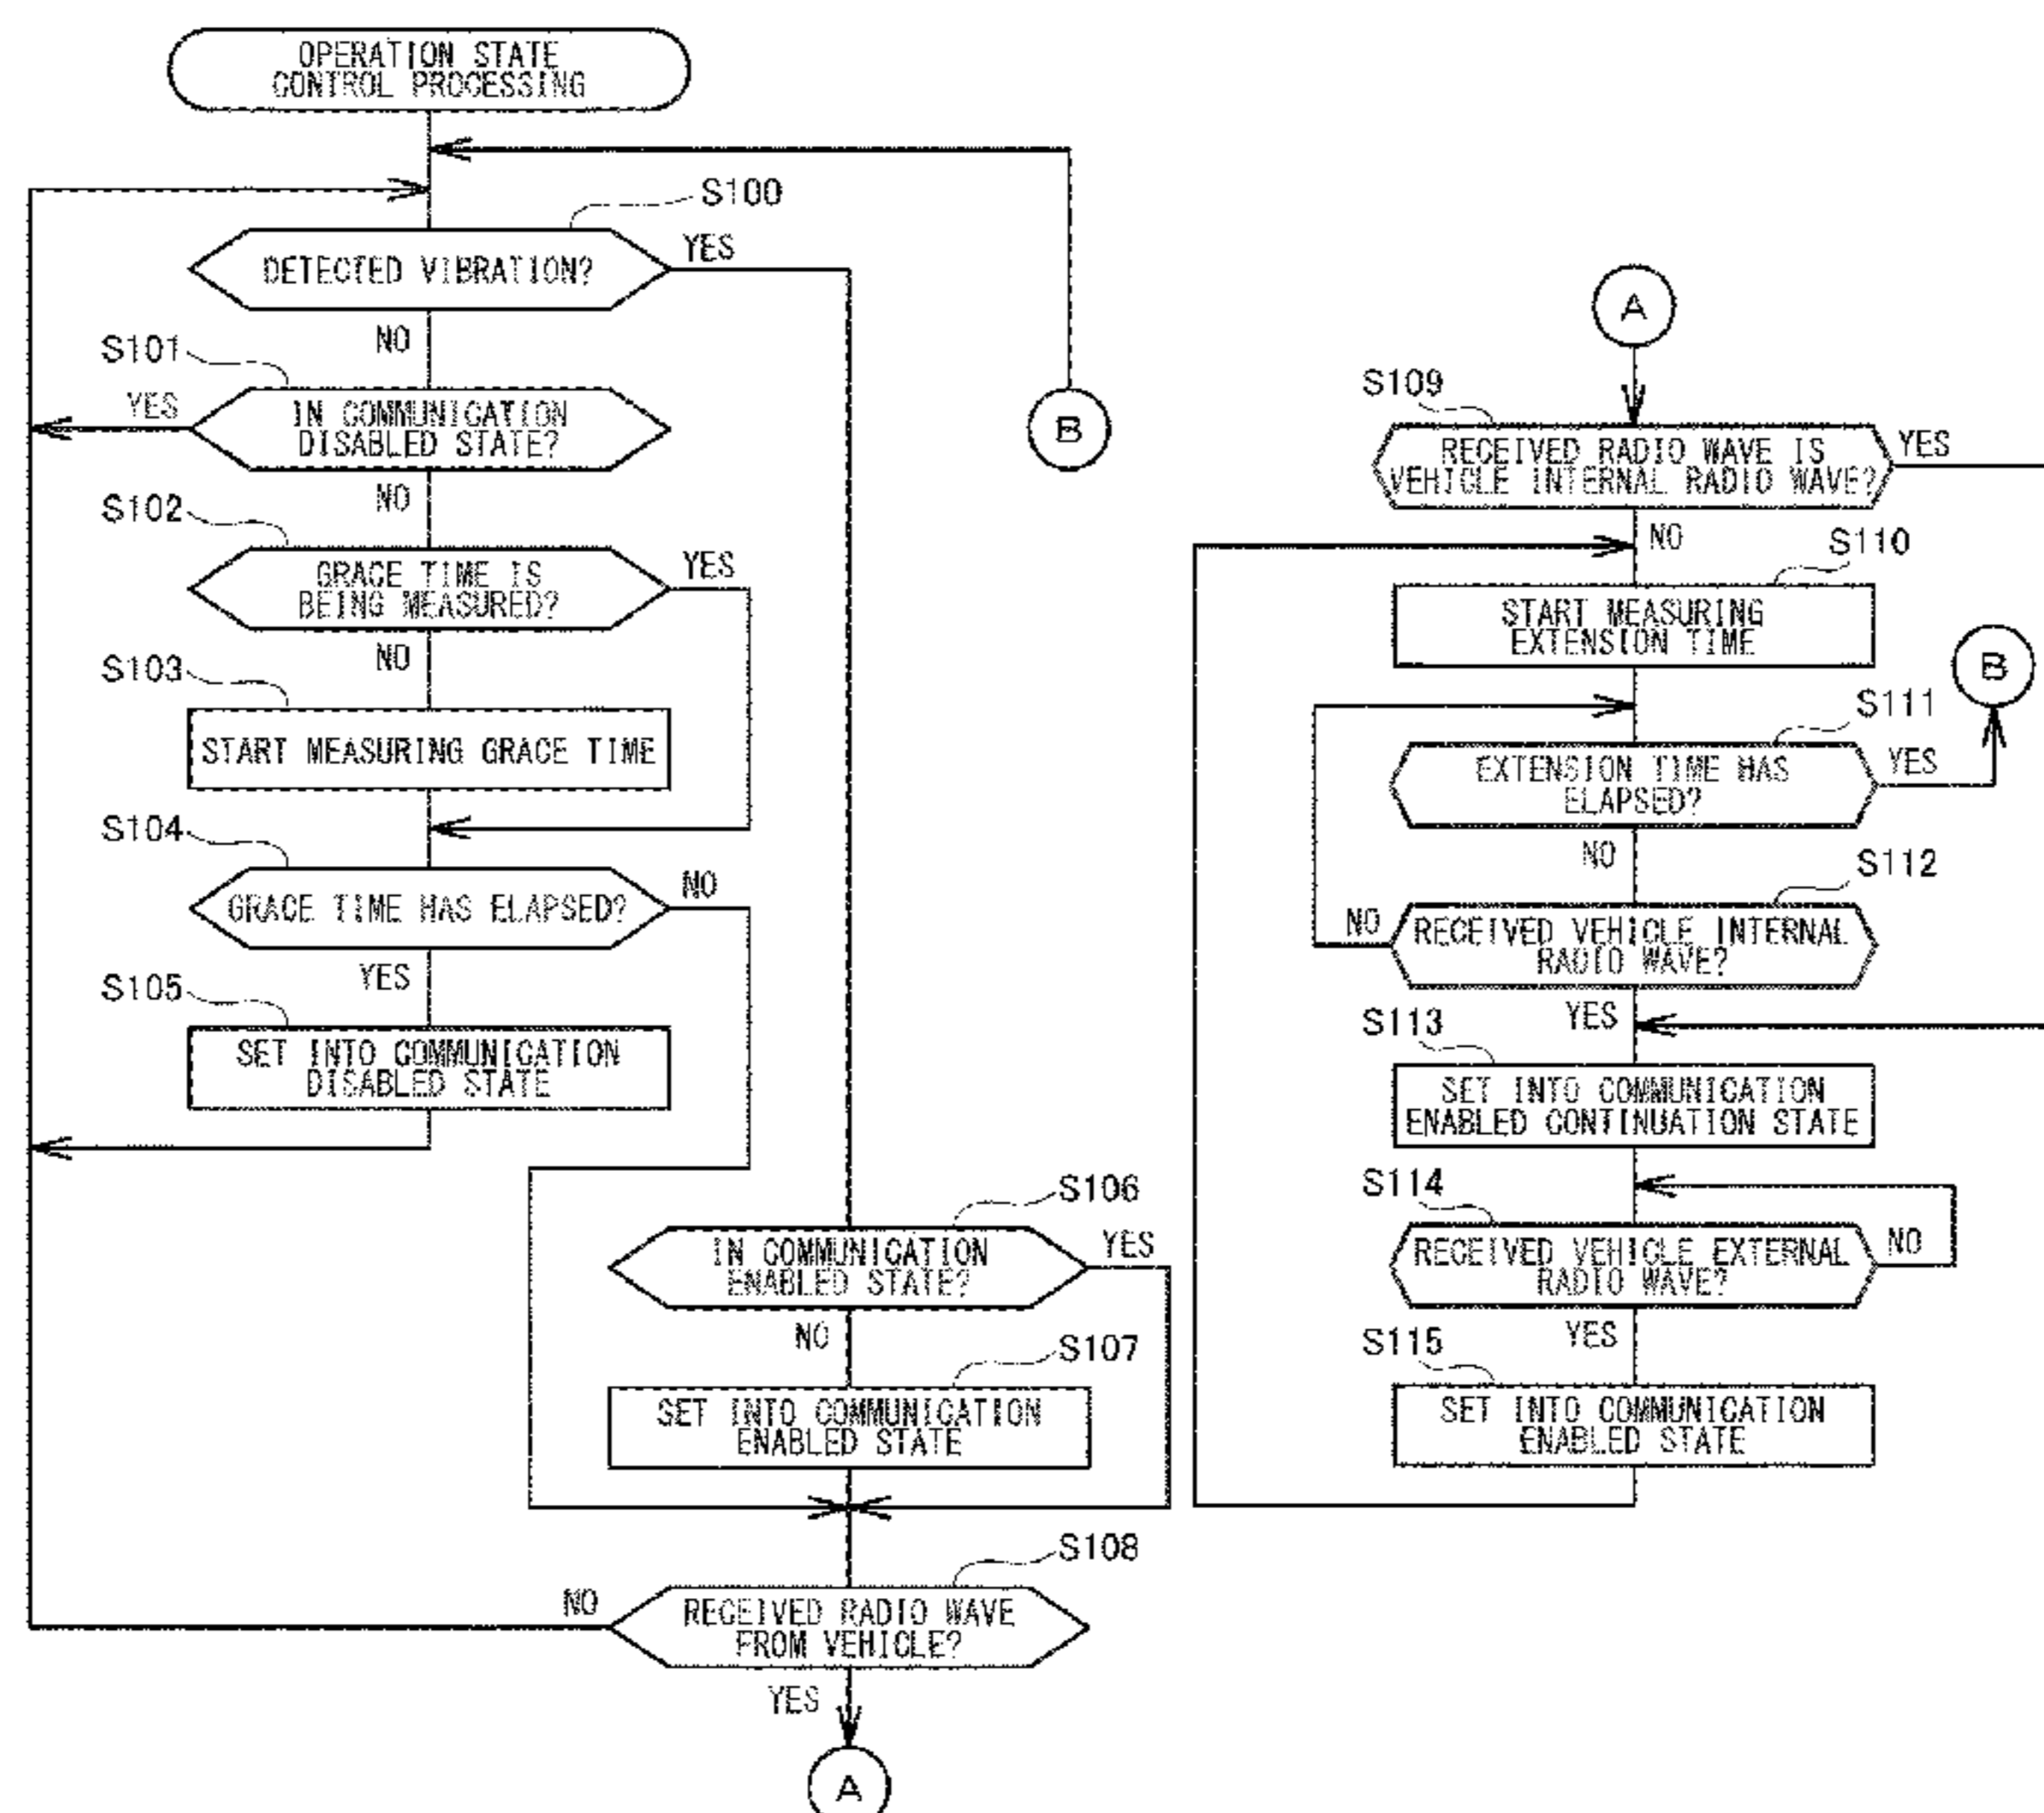 OPERATION STATE
CONTROL PROCESSING
S100
DETECTED VIBRATION?
YES
NO
S101
YES
IN COMMUNICATION
DISABLED STATE?
NO
S102
GRACE TIME IS
BEING MEASURED?
YES
NO
S103
START MEASURING GRACE TIME
S104
GRACE TIME HAS ELAPSED?
NO
YES
S105
SET INTO COMMUNICATION
DISABLED STATE
B
S106
IN COMMUNICATION
ENABLED STATE?
YES
NO
S107
SET INTO COMMUNICATION
ENABLED STATE
S108
NO
RECEIVED RADIO WAVE
FROM VEHICLE?
YES
A
A
S109
RECEIVED RADIO WAVE IS
VEHICLE INTERNAL RADIO WAVE?
YES
NO
S110
START MEASURING
EXTENSION TIME
B
S111
EXTENSION TIME HAS
ELAPSED?
YES
NO
S112
NO
RECEIVED VEHICLE INTERNAL
RADIO WAVE?
YES
S113
SET INTO COMMUNICATION
ENABLED CONTINUATION STATE
S114
RECEIVED VEHICLE EXTERNAL
RADIO WAVE?
NO
YES
S115
SET INTO COMMUNICATION
ENABLED STATE